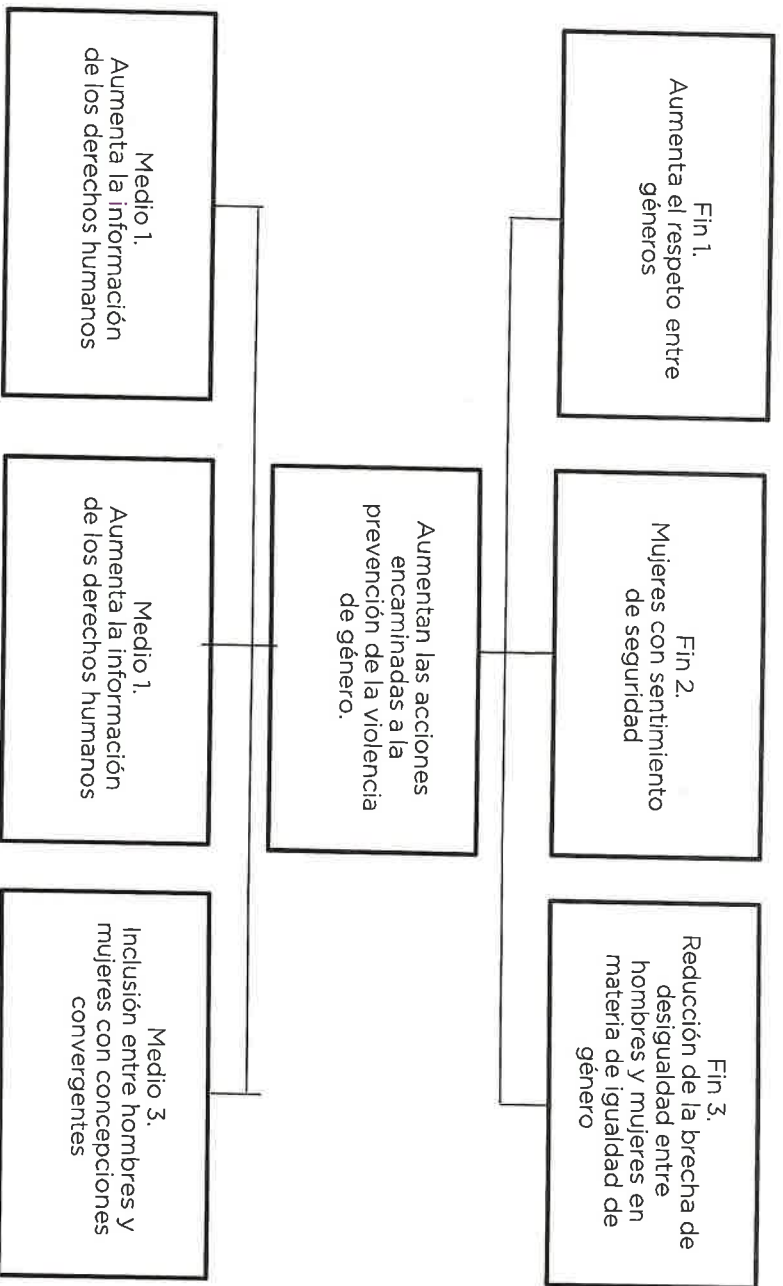 Fin 1.
Aumenta el respeto entre
géneros
Fin 2.
Mujeres con sentimiento
de seguridad
Fin 3.
Reducción de la brecha de
desigualdad entre
hombres y mujeres en
materia de igualdad de
género
Aumentan las acciones
encaminadas a la
prevención de la violencia
de género.
Medio 1.
Aumenta la información
de los derechos humanos
Medio 1.
Aumenta la información
de los derechos humanos
Medio 3.
Inclusión entre hombres y
mujeres con concepciones
convergentes